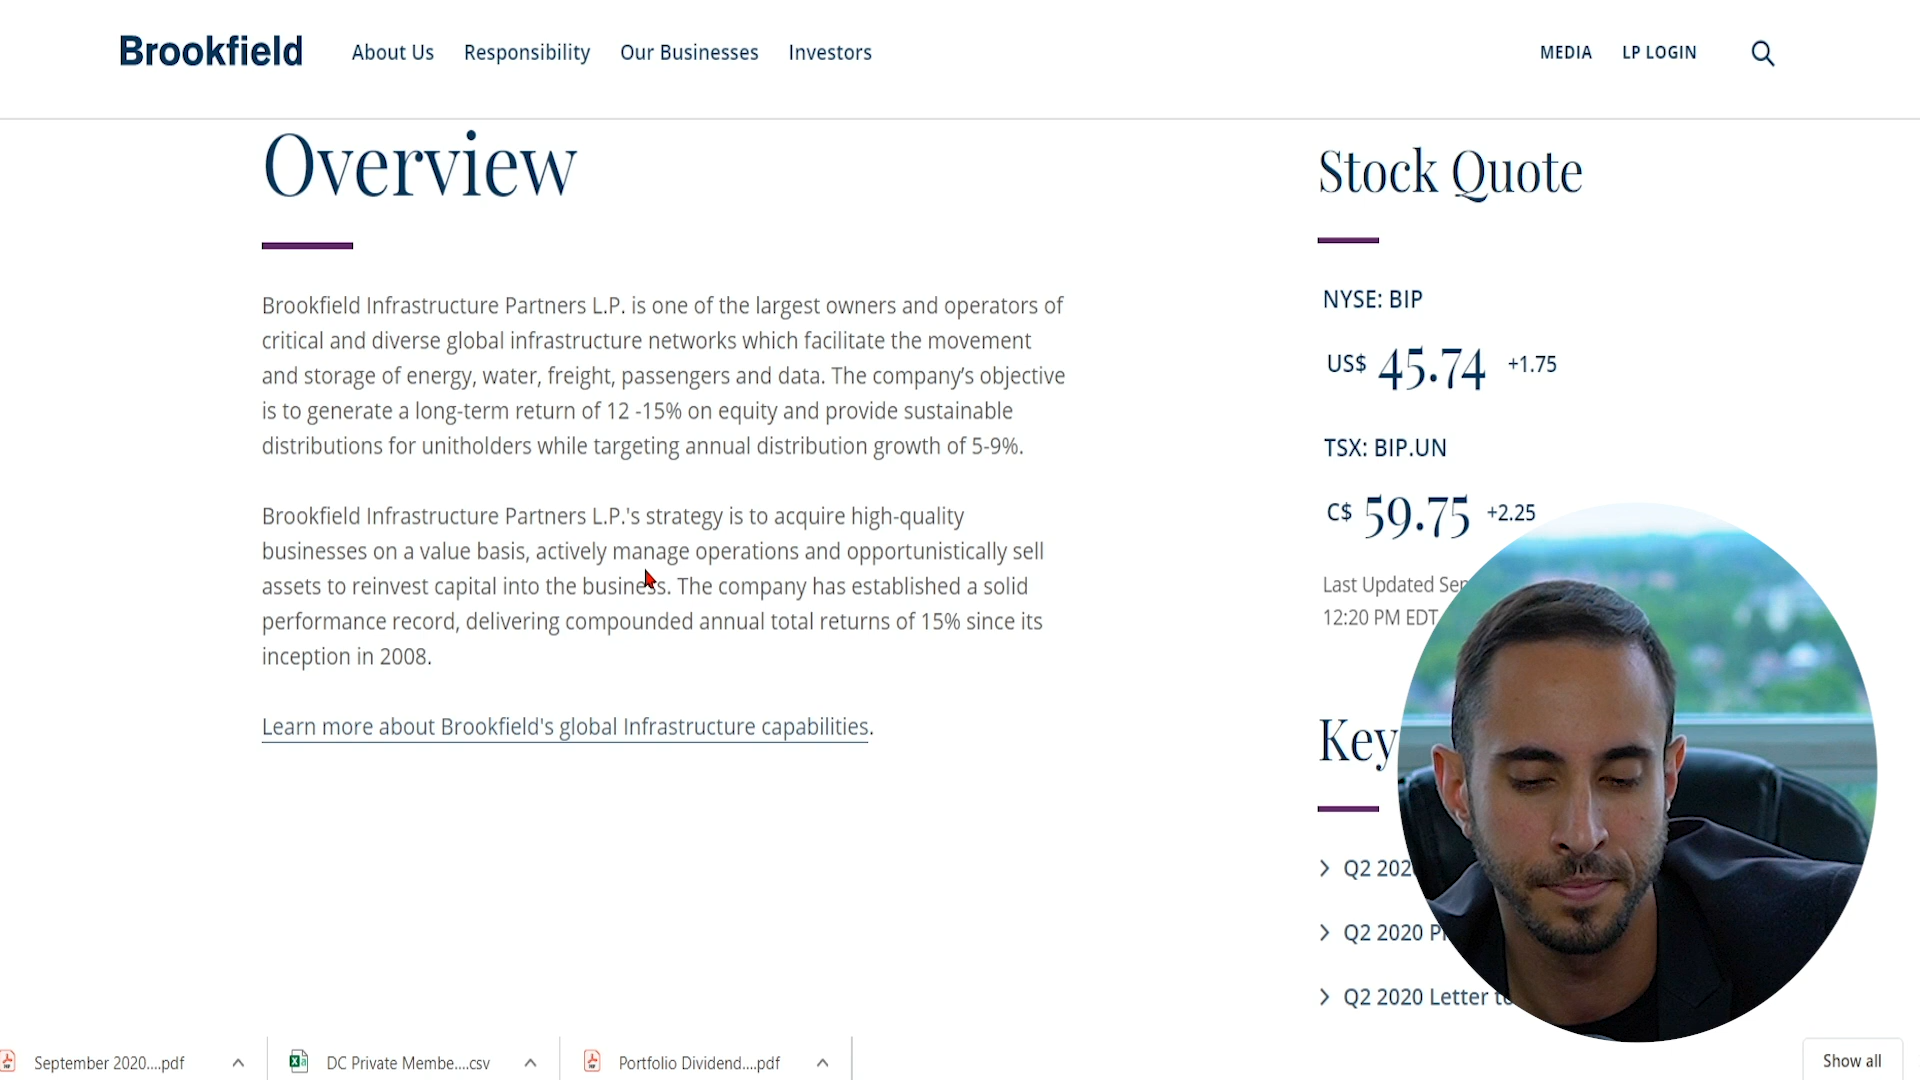 Brookfield
About Us
Responsibility
Our Businesses
Investors
MEDIA
LP LOGIN
Overview
Brookfield Infrastructure Partners L.P. is one of the largest owners and operators of
critical and diverse global infrastructure networks which facilitate the movement
and storage of energy, water, freight, passengers and data. The company’s objective
is to generate a long-term return of 12 -15% on equity and provide sustainable
distributions for unitholders while targeting annual distribution growth of 5-9%.
Brookfield Infrastructure Partners L.P.'s strategy is to acquire high-quality
businesses on a value basis, actively manage operations and opportunistically sell
assets to reinvest capital into the business. The company has established a solid
performance record, delivering compounded annual total returns of 15% since its
inception in 2008.
Learn more about Brookfield's global Infrastructure capabilities.
Stock Quote
NYSE: BIP
US$ 45.74 +1.75
TSX: BIP.UN
C$ 59.75 +2.25
Last Updated
12:20 PM EDT
Key
Q2
Q2 2020
Q2 2020 Letter
September 2020....pdf
DC Private Membe....csv
Portfolio Dividend....pdf
Show all